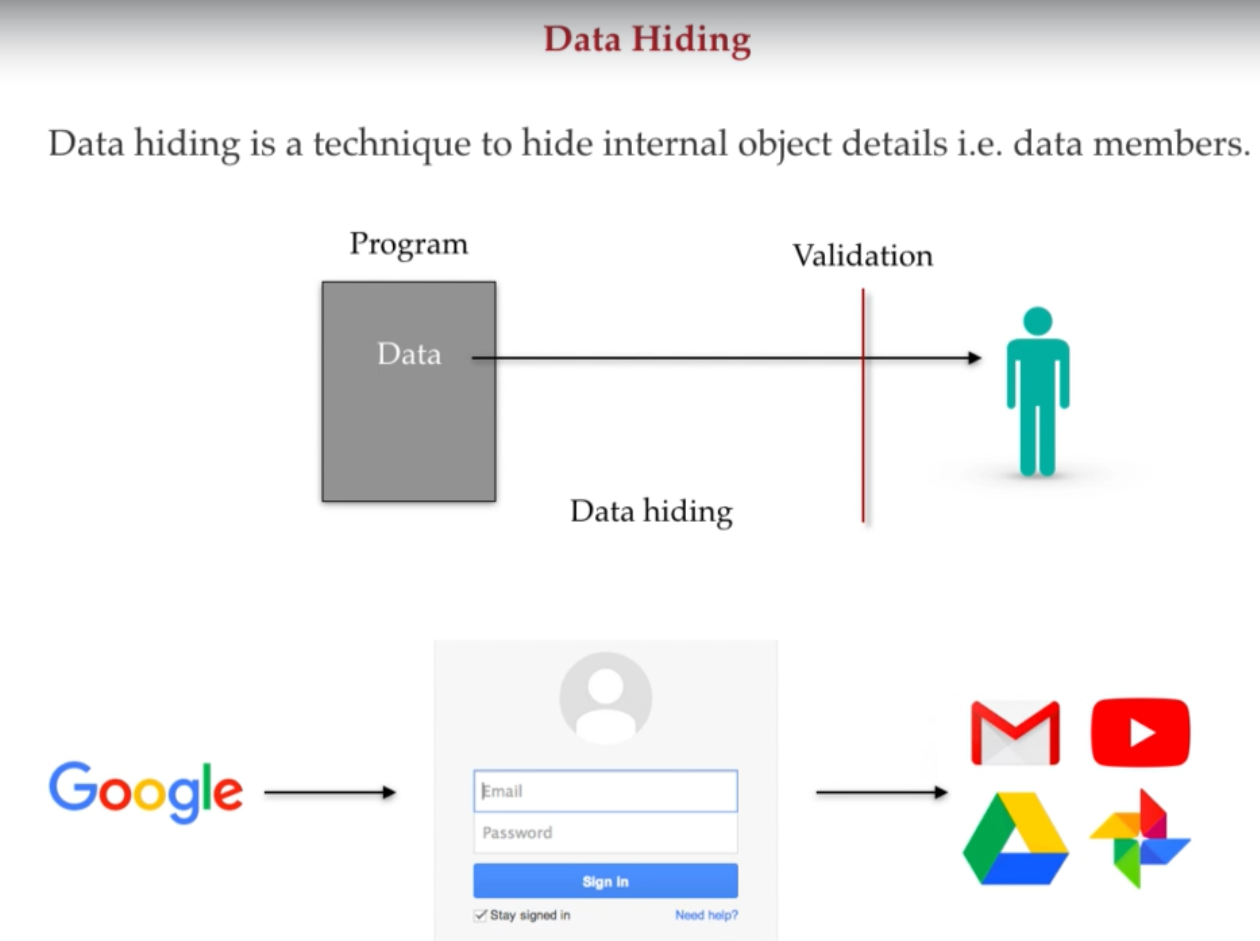 Data Hiding
Data hiding is a technique to hide internal object details i.e. data members.
Program
Validation
Data
Data hiding
Google
Email
Password
Sign in
Stay signed in
Need help?